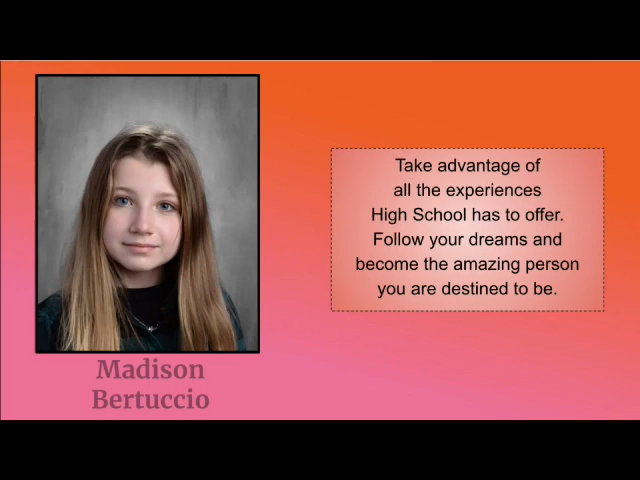 Take advantage of
all the experiences
High School has to offer.
Follow your dreams and
become the amazing person
you are destined to be.
Madison
Bertuccio